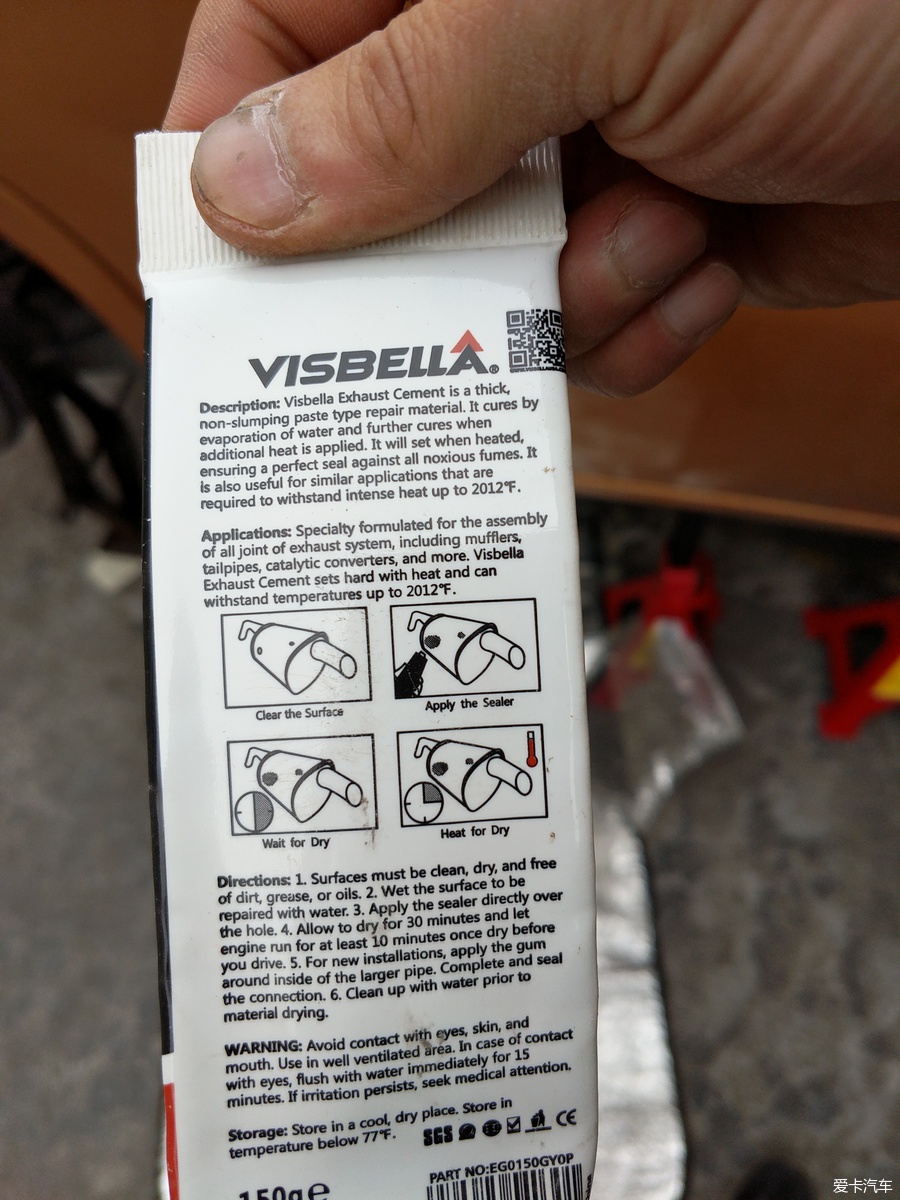 VISBELLA®
Description: Visbella Exhaust Cement is a thick,
non-slumping paste type repair material. It cures by
evaporation of water and further cures when
additional heat is applied. It will set when heated,
ensuring a perfect seal against all noxious fumes. It
is also useful for similar applications that are
required to withstand intense heat up to 2012℉.
Applications: Specialty formulated for the assembly
of all joint of exhaust system, including mufflers,
tailpipes, catalytic converters, and more. Visbella
Exhaust Cement sets hard with heat and can
withstand temperatures up to 2012℉.
Clear the Surface
Apply the Sealer
Wait for Dry
Heat for Dry
Directions: 1. Surfaces must be clean, dry, and free
of dirt, grease, or oils. 2. Wet the surface to be
repaired with water. 3. Apply the sealer directly over
the hole. 4. Allow to dry for 30 minutes and let
engine run for at least 10 minutes once dry before
you drive. 5. For new installations, apply the gum
around inside of the larger pipe. Complete and seal
the connection. 6. Clean up with water prior to
material drying.
WARNING: Avoid contact with eyes, skin, and
mouth. Use in well ventilated area. In case of contact
with eyes, flush with water immediately for 15
minutes. If irritation persists, seek medical attention.
Storage: Store in a cool, dry place. Store in
temperature below 77℉.
SGS CE
PART NO:EG0150GY0P
150g e
爱卡汽车